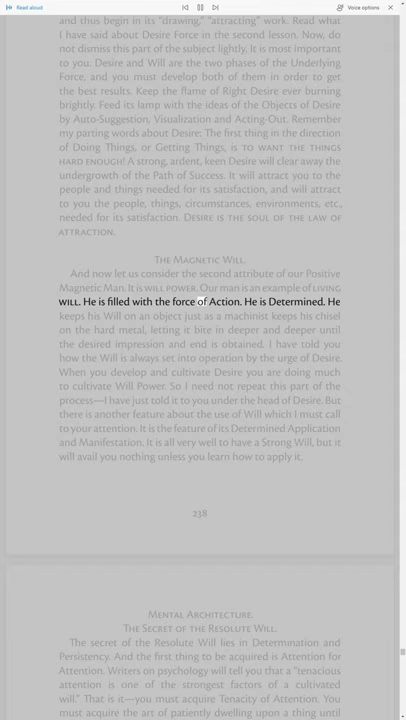 Read aloud
Voice options
and thus begin in its "drawing," "attracting" work. Read what
I have said about Desire Force in the second lesson. Now, do
not dismiss this part of the subject lightly. It is most important
to you. Desire and Will are the two phases of the Underlying
Force, and you must develop both of them in order to get
the best results. Keep the flame of Right Desire ever burning
brightly. Feed its lamp with the ideas of the Objects of Desire
by Auto-Suggestion, Visualization and Acting-Out. Remember
my parting words about Desire: The first thing in the direction
of Doing Things, or Getting Things, is TO WANT THE THINGS
HARD ENOUGH! A strong, ardent, keen Desire will clear away the
undergrowth of the Path of Success. It will attract you to the
people and things needed for its satisfaction, and will attract
to you the people, things, circumstances, environments, etc.,
needed for its satisfaction. DESIRE IS THE SOUL OF THE LAW OF
ATTRACTION.
THE MAGNETIC WILL.
And now let us consider the second attribute of our Positive
Magnetic Man. It is WILL POWER. Our man is an example of LIVING
WILL. He is filled with the force of Action. He is Determined. He
keeps his Will on an object just as a machinist keeps his chisel
on the hard metal, letting it bite in deeper and deeper until
the desired impression and end is obtained. I have told you
how the Will is always set into operation by the urge of Desire.
When you develop and cultivate Desire you are doing much
to cultivate Will Power. So I need not repeat this part of the
process—I have just told it to you under the head of Desire. But
there is another feature about the use of Will which I must call
to your attention. It is the feature of its Determined Application
and Manifestation. It is all very well to have a Strong Will, but it
will avail you nothing unless you learn how to apply it.
238
MENTAL ARCHITECTURE.
THE SECRET OF THE RESOLUTE WILL.
The secret of the Resolute Will lies in Determination and
Persistency. And the first thing to be acquired is Attention for
Attention. Writers on psychology will tell you that a "tenacious
attention is one of the strongest factors of a cultivated
will." That is it—you must acquire Tenacity of Attention. You
must acquire the art of patiently dwelling upon a thing until